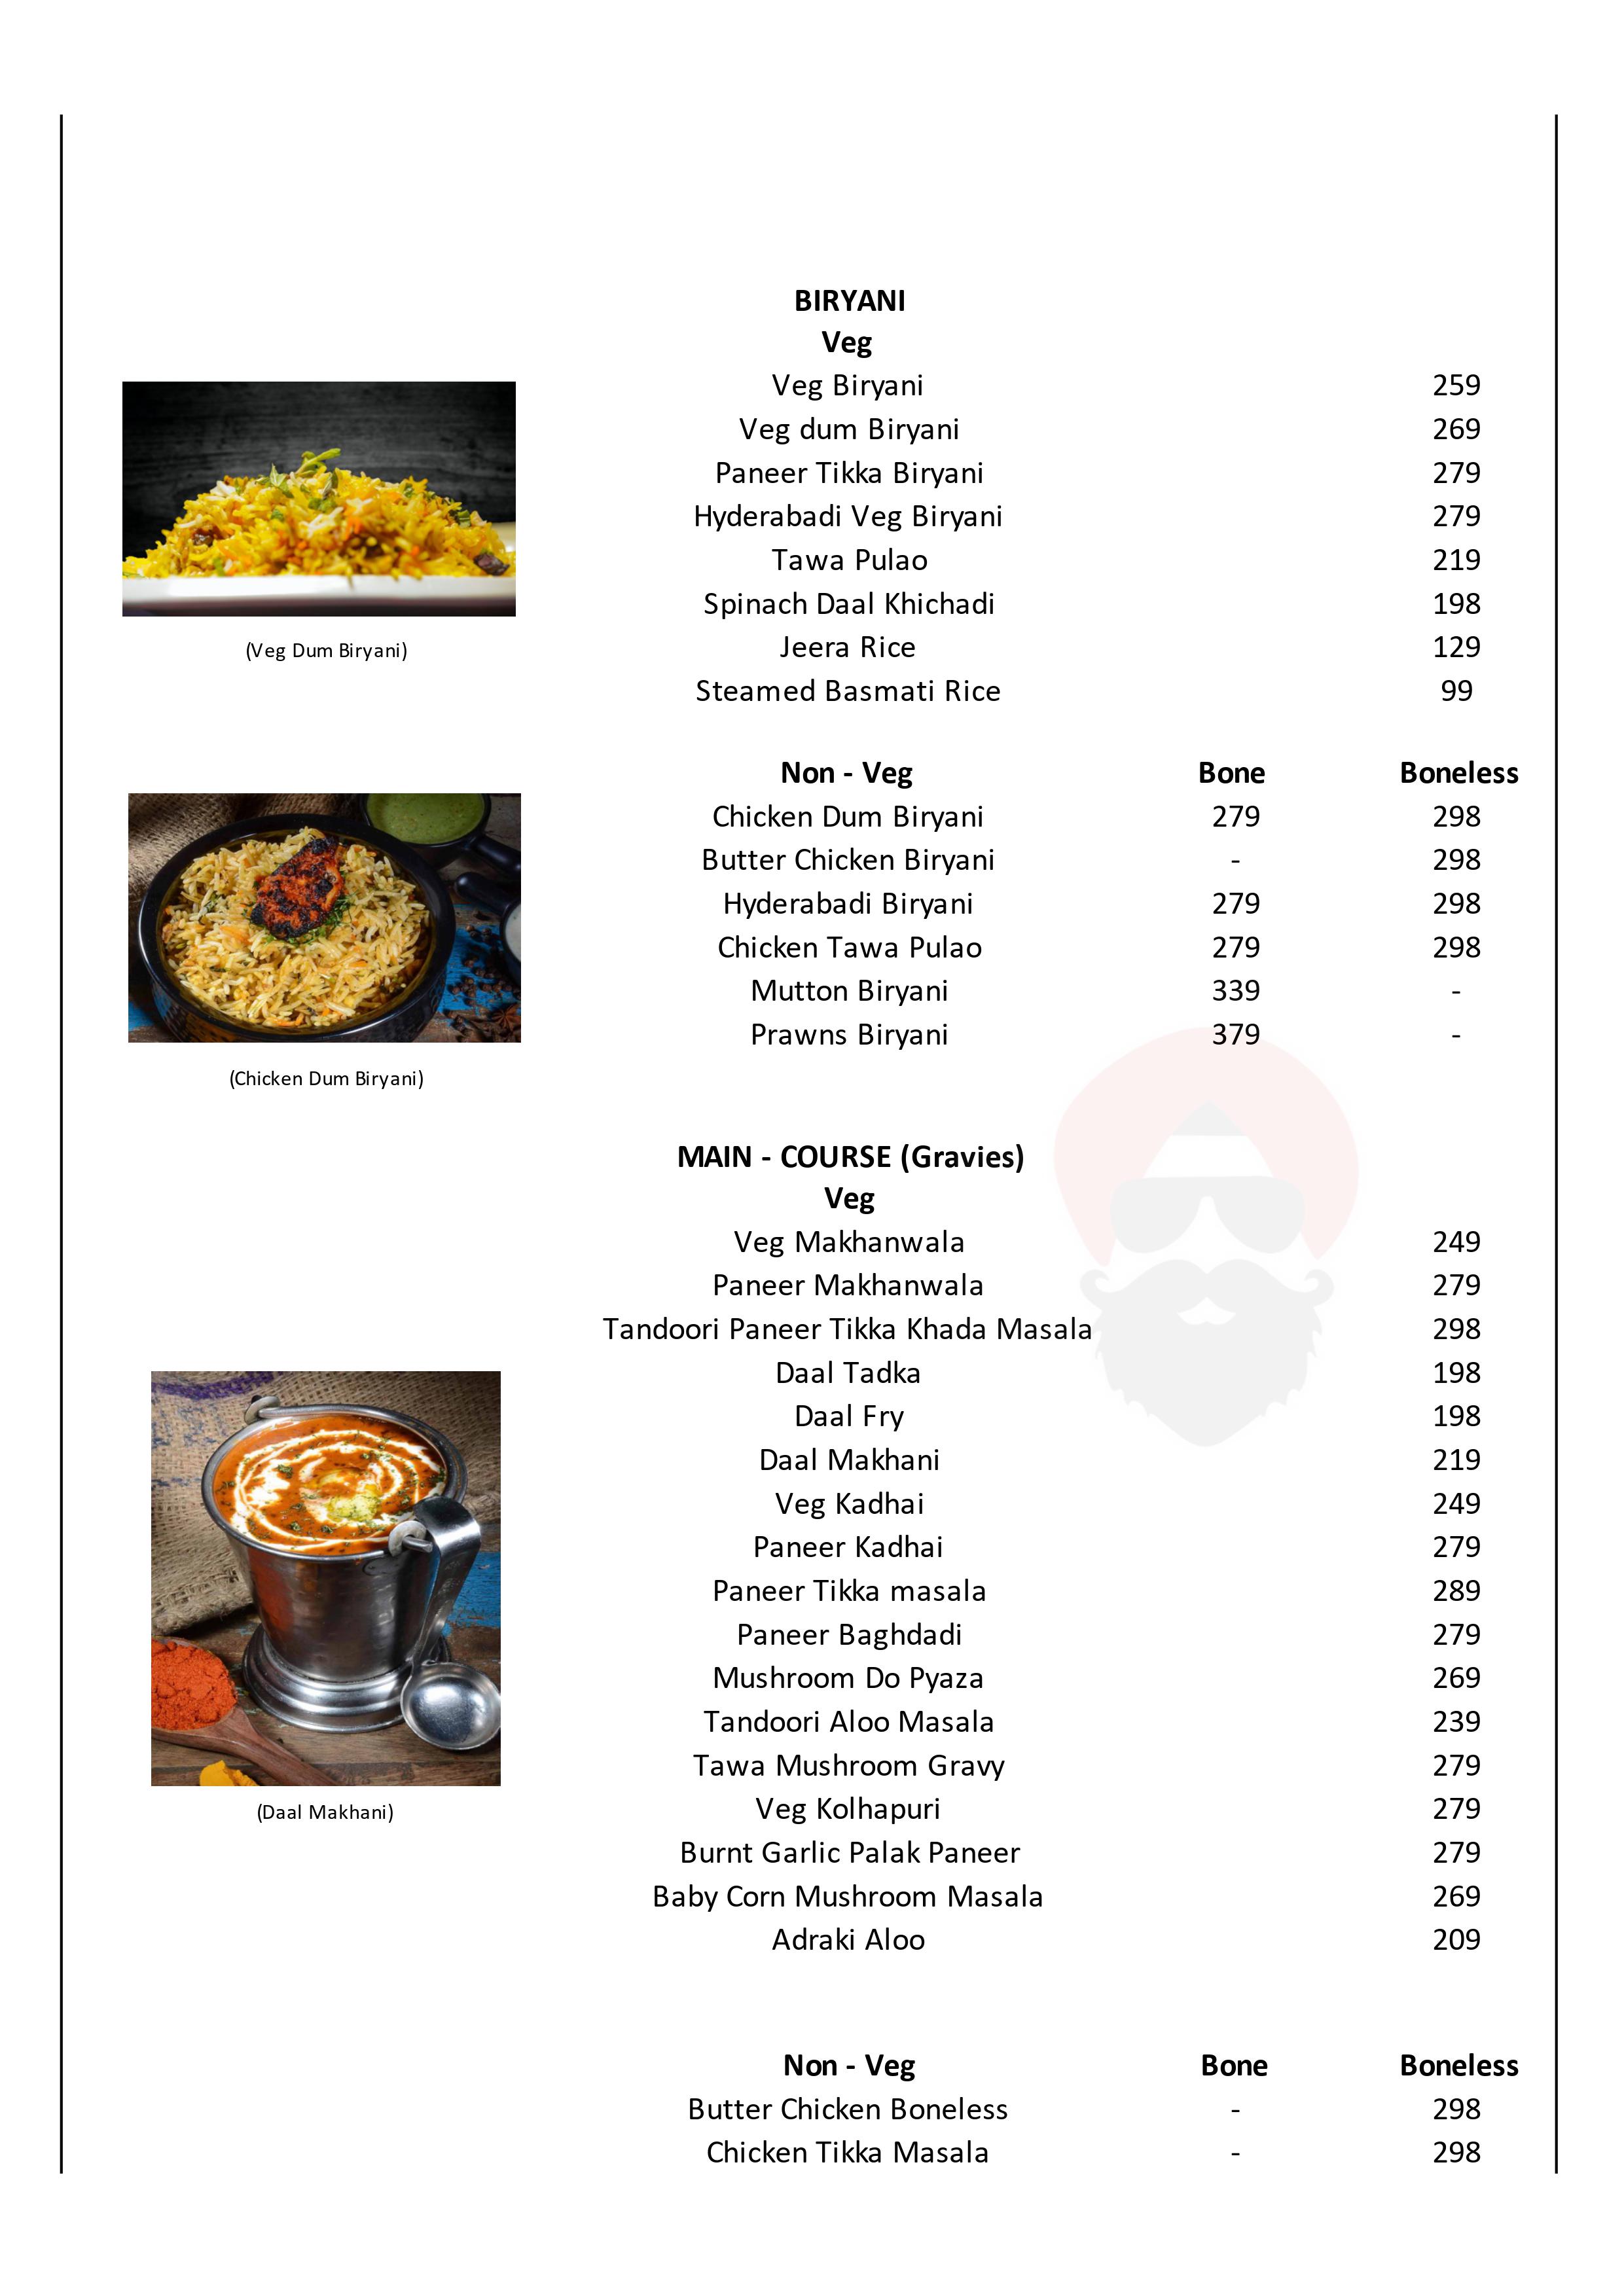 BIRYANI
Veg
Veg Biryani 259
Veg dum Biryani 269
Paneer Tikka Biryani 279
Hyderabadi Veg Biryani 279
Tawa Pulao 219
Spinach Daal Khichadi 198
(Veg Dum Biryani) Jeera Rice 129
Steamed Basmati Rice 99
Non - Veg Bone Boneless
Chicken Dum Biryani 279 298
Butter Chicken Biryani - 298
Hyderabadi Biryani 279 298
Chicken Tawa Pulao 279 298
Mutton Biryani 339 -
Prawns Biryani 379 -
(Chicken Dum Biryani)
MAIN - COURSE (Gravies)
Veg
Veg Makhanwala 249
Paneer Makhanwala 279
Tandoori Paneer Tikka Khada Masala 298
Daal Tadka 198
Daal Fry 198
Daal Makhani 219
Veg Kadhai 249
Paneer Kadhai 279
Paneer Tikka masala 289
Paneer Baghdadi 279
Mushroom Do Pyaza 269
Tandoori Aloo Masala 239
Tawa Mushroom Gravy 279
(Daal Makhani) Veg Kolhapuri 279
Burnt Garlic Palak Paneer 279
Baby Corn Mushroom Masala 269
Adraki Aloo 209
Non - Veg Bone Boneless
Butter Chicken Boneless - 298
Chicken Tikka Masala - 298